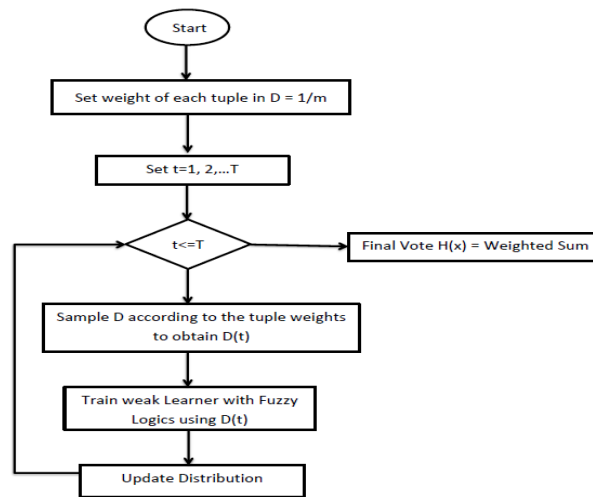 Start
Set weight of each tuple in D = 1/m
Set t=1, 2,...T
t<=T
Final Vote H(x) = Weighted Sum
Sample D according to the tuple weights
to obtain D(t)
Train weak Learner with Fuzzy
Logics using D(t)
Update Distribution